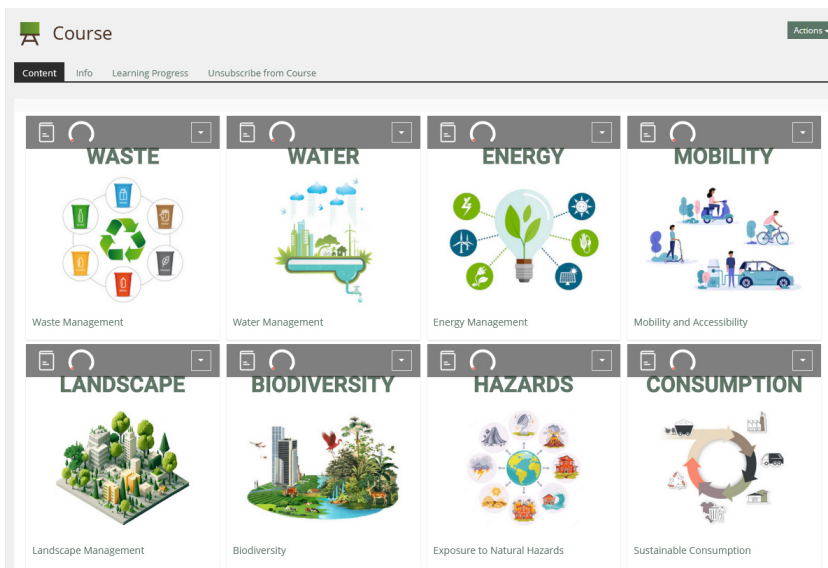 Course
Actions
Content Info Learning Progress Unsubscribe from Course
WASTE WATER ENERGY MOBILITY
Waste Management Water Management Energy Management Mobility and Accessibility
LANDSCAPE BIODIVERSITY HAZARDS CONSUMPTION
Landscape Management Biodiversity Exposure to Natural Hazards Sustainable Consumption